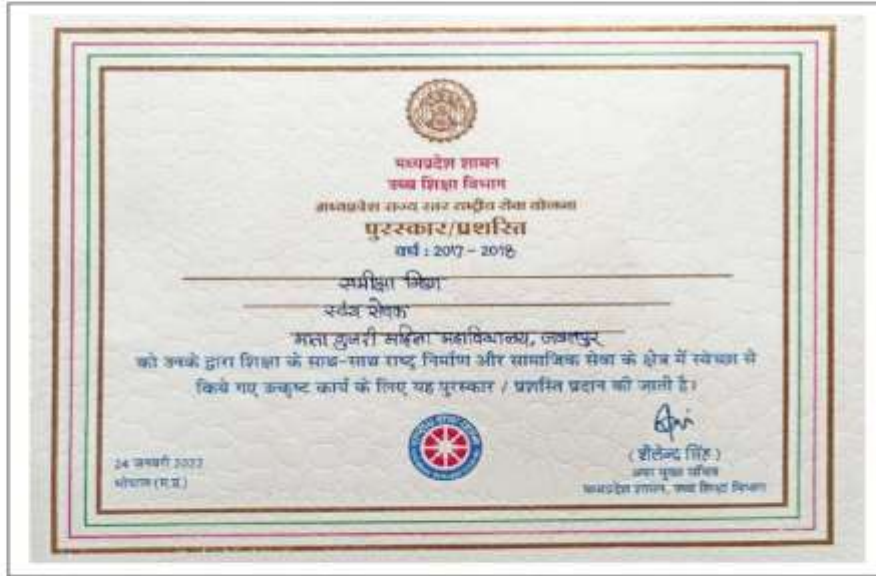 मध्यप्रदेश शासन
उच्च शिक्षा विभाग
मध्यप्रदेश राज्य स्तर राष्ट्रीय सेवा योजना
पुरस्कार/प्रशस्ति
वर्ष : 2017 - 2018
समीक्षा मिश्रा
स्वयं सेवक
माता गुजरी महिला महाविद्यालय, जबलपुर
को उनके द्वारा शिक्षा के साथ-साथ राष्ट्र निर्माण और सामाजिक सेवा के क्षेत्र में स्वेच्छा से
किये गए उत्कृष्ट कार्य के लिए यह पुरस्कार / प्रशस्ति प्रदान की जाती है।
24 जनवरी 2022
भोपाल (म.प्र.)
( शैलेन्द्र सिंह )
अपर मुख्य सचिव
मध्यप्रदेश शासन, उच्च शिक्षा विभाग